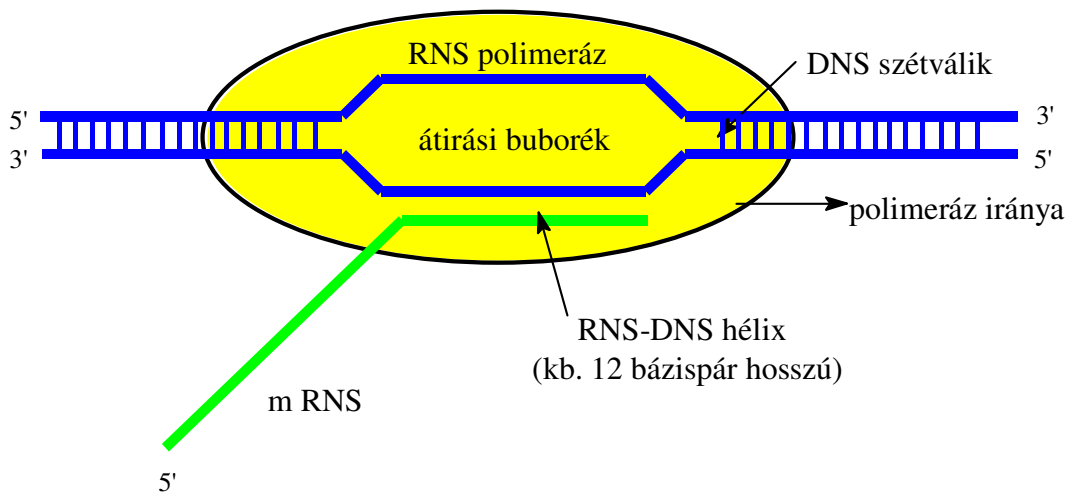 RNS polimeráz
DNS szétválik
5'
3'
átirási buborék
3'
5'
polimeráz iránya
RNS-DNS hélix
(kb. 12 bázispár hosszú)
m RNS
5'